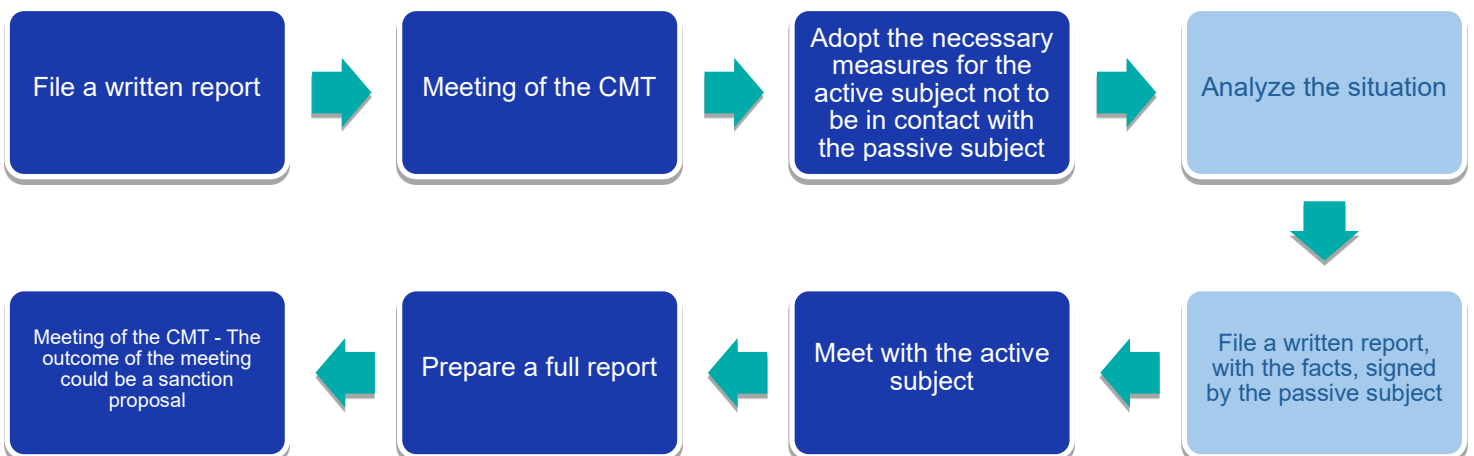 File a written report
Meeting of the CMT
Adopt the necessary
measures for the
active subject not to
be in contact with
the passive subject
Analyze the situation
File a written report,
with the facts, signed
by the passive subject
Meet with the active
subject
Prepare a full report
Meeting of the CMT - The
outcome of the meeting
could be a sanction
proposal